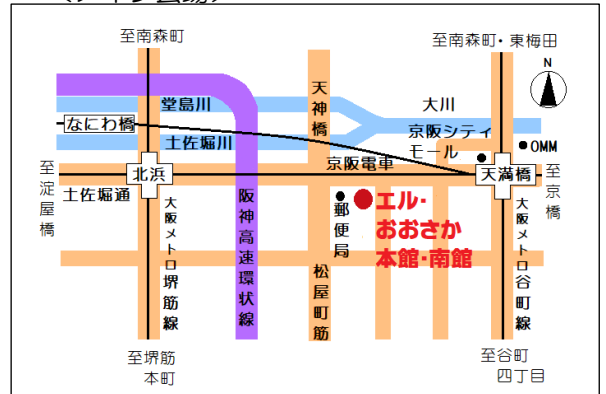 至南森町
至南森町・東梅田
N
天神橋
堂島川
大川
なにわ橋
土佐堀川
京阪シティ
モール
OMM
京阪電車
至淀屋橋
北浜
天満橋
至京橋
土佐堀通
郵便局
エル・
おおさか
本館・南館
大阪メトロ堺筋線
阪神高速環状線
松屋町筋
大阪メトロ谷町線
至堺筋
本町
至谷町
四丁目